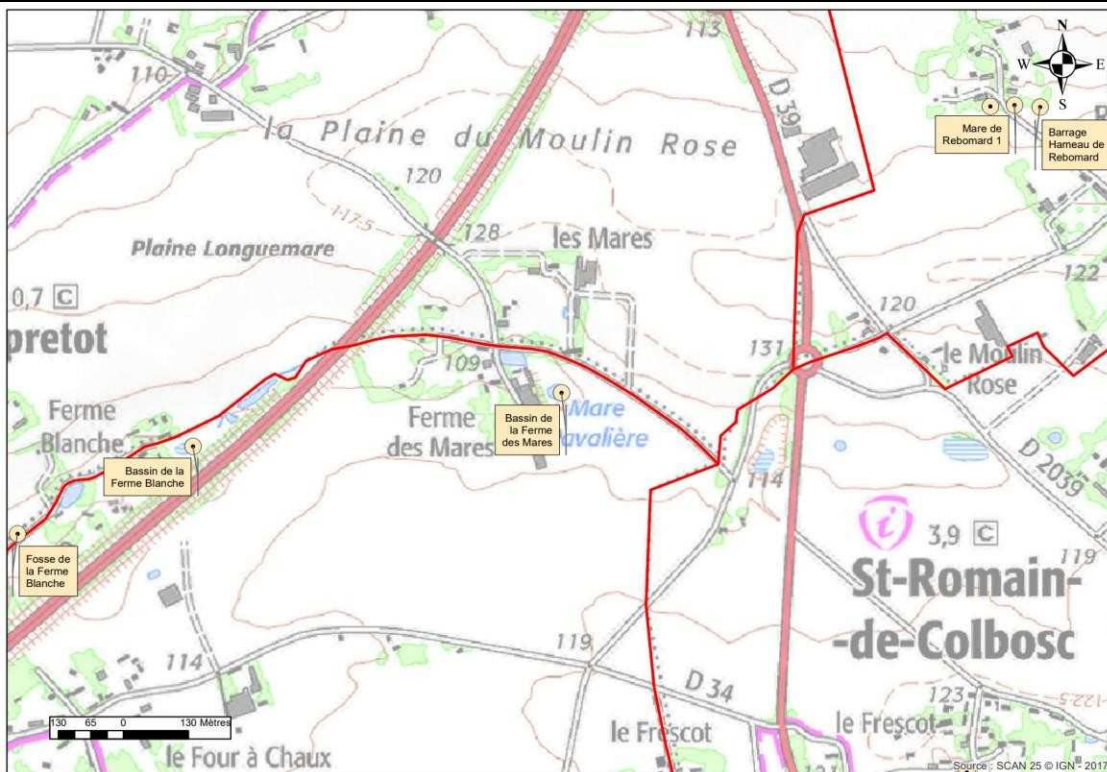 113
N
W E
S
110
D 39
Mare de
Rebomard 1
Barrage
Hameau de
Rebomard
la Plaine du Moulin Rose
120
117.5
128
Plaine Longuemare
les Mares
122
0,7 C
120
pretot
131
109
le Moulin
Rose
Ferme
Blanche
Ferme
des Mares
Bassin de
la Ferme
des Mares
Mare
avalière
Bassin de la
Ferme Blanche
D 2039
114
i
3,9 C
119
Fosse de
la Ferme
Blanche
St-Romain-
-de-Colbosc
119
114
D 34
123
122.5
130 65 0 130 Mètres
le Frescot
le Frescot
le Four à Chaux
121
Source : SCAN 25 © IGN - 2017